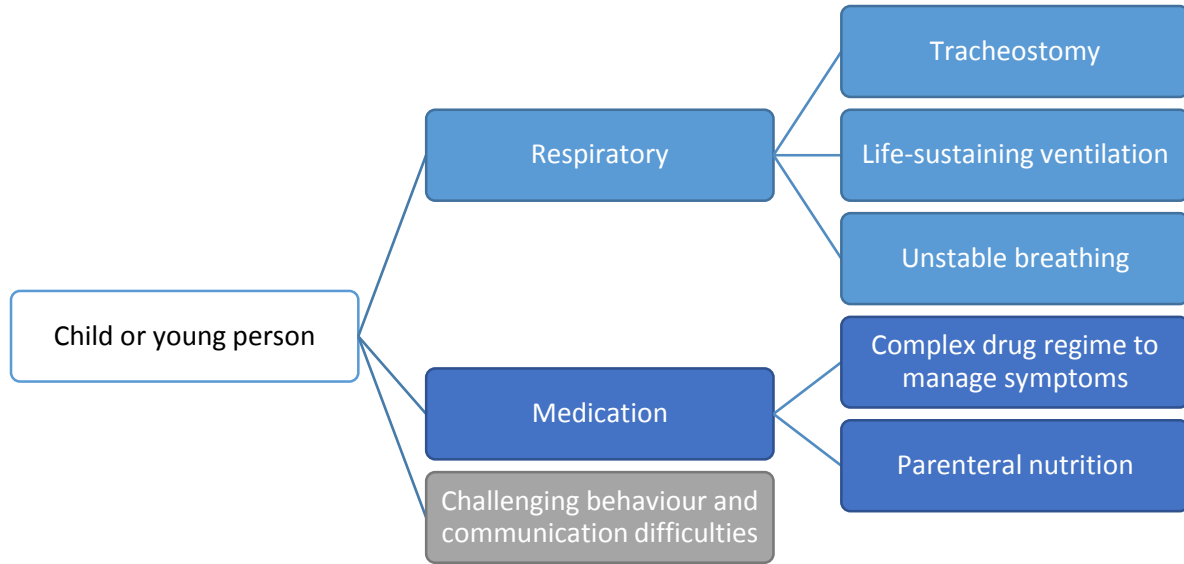 Child or young person
Respiratory
Tracheostomy
Life-sustaining ventilation
Unstable breathing
Medication
Complex drug regime to
manage symptoms
Parenteral nutrition
Challenging behaviour and
communication difficulties